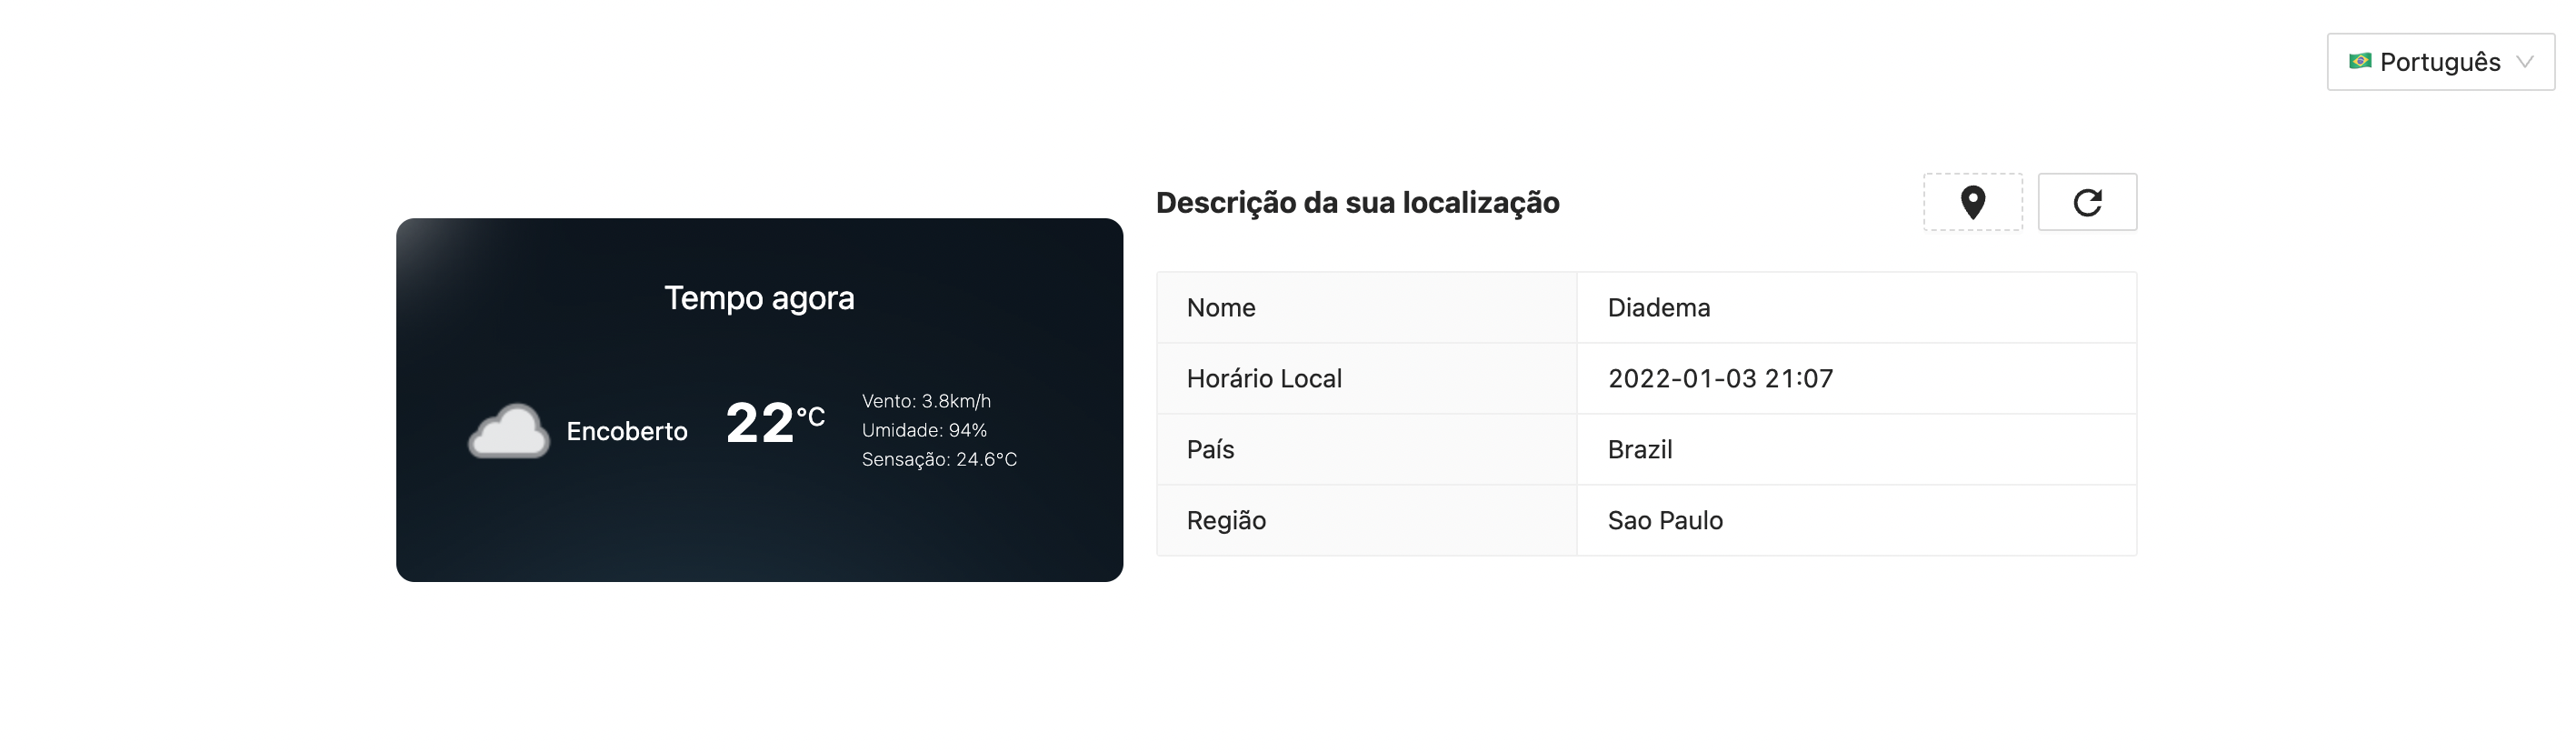 Português
Descrição da sua localização
Tempo agora
Encoberto
22°C
Vento: 3.8km/h
Umidade: 94%
Sensação: 24.6°C
Nome Diadema
Horário Local 2022-01-03 21:07
País Brazil
Região Sao Paulo